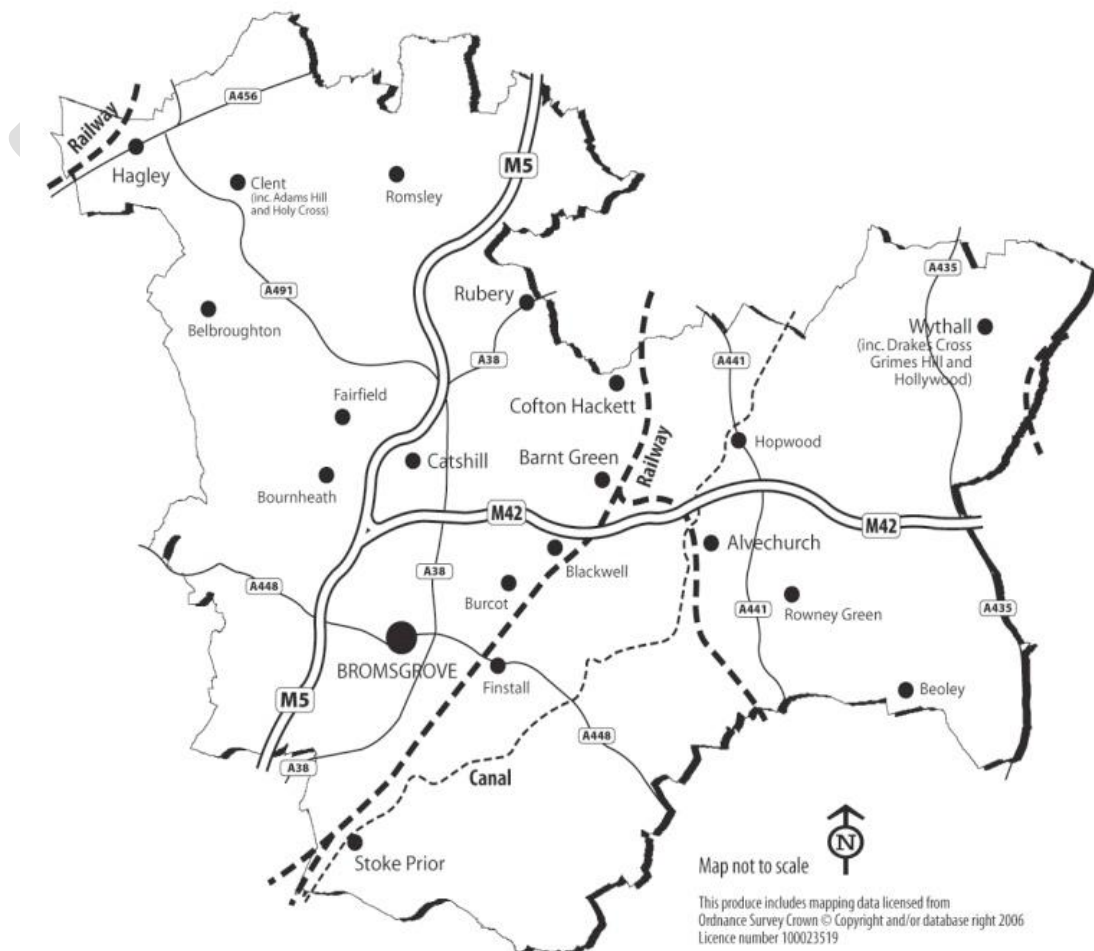 A456
Railway
Hagley
Clent
(inc. Adams Hill
and Holy Cross)
Romsley
M5
A435
A491
Rubery
Belbroughton
Wythall
(inc. Drakes Cross
Grimes Hill and
Hollywood)
A38
A441
Fairfield
Cofton Hackett
Hopwood
Railway
Catshill
Barnt Green
Bournheath
M42
M42
Alvechurch
Blackwell
A448
A38
Burcot
A441
Rowney Green
A435
BROMSGROVE
Finstall
M5
Beoley
A448
A38
Canal
Stoke Prior
N
Map not to scale
This produce includes mapping data licensed from
Ordnance Survey Crown © Copyright and/or database right 2006
Licence number 100023519